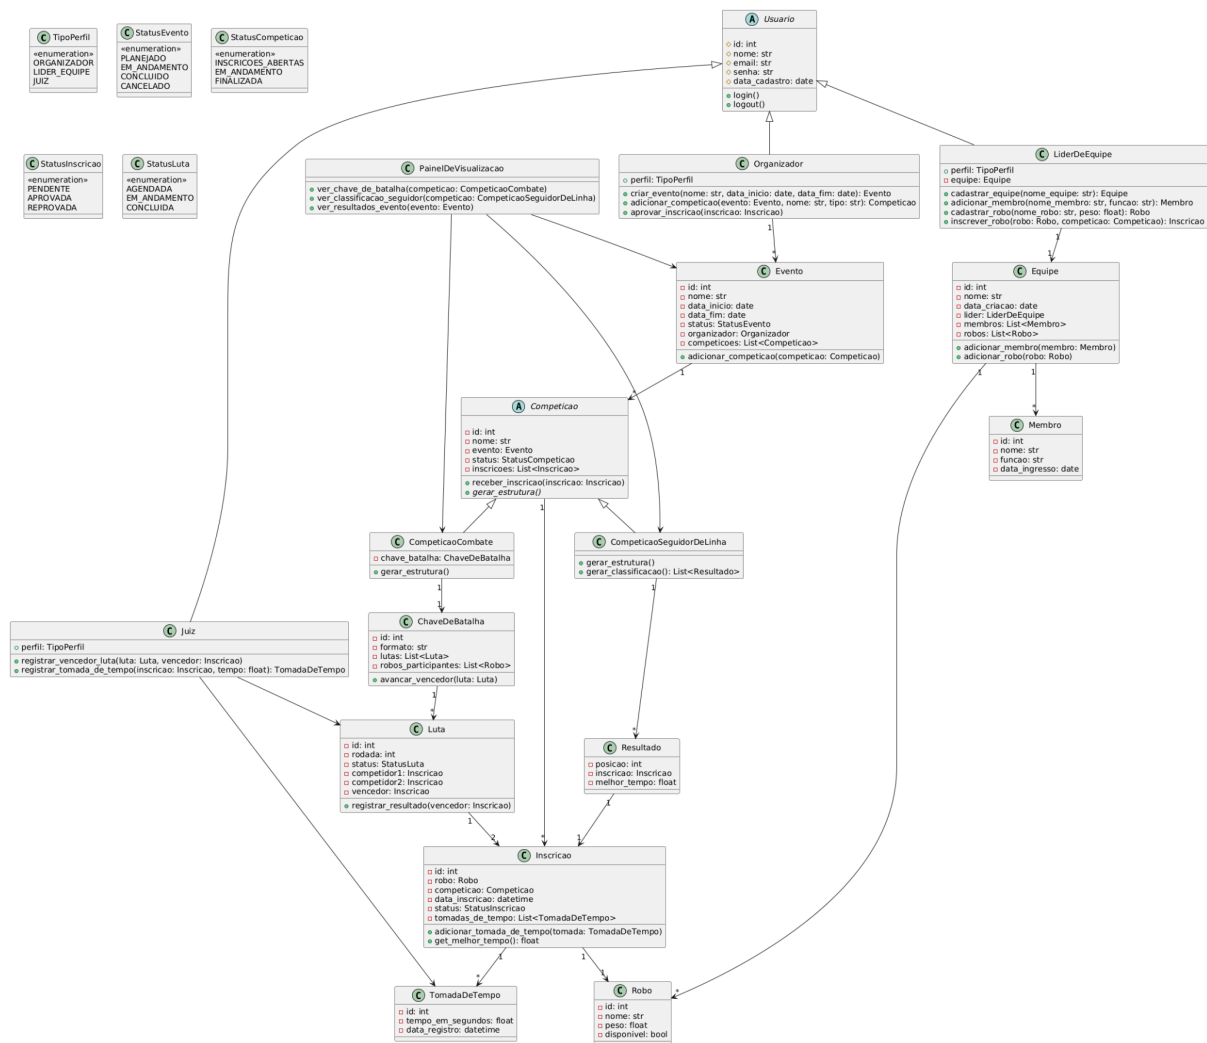 TipoPerfil
«enumeration»
ORGANIZADOR
LIDER_EQUIPE
JUIZ
StatusEvento
«enumeration»
PLANEJADO
EM_ANDAMENTO
CONCLUIDO
CANCELADO
StatusCompeticao
«enumeration»
INSCRICOES_ABERTAS
EM_ANDAMENTO
FINALIZADA
Usuario
id: int
nome: str
email: str
senha: str
data_cadastro: date
login()
logout()
StatusInscricao
«enumeration»
PENDENTE
APROVADA
REPROVADA
StatusLuta
«enumeration»
AGENDADA
EM_ANDAMENTO
CONCLUIDA
PainelDeVisualizacao
ver_chave_de_batalha(competicao: CompeticaoCombate)
ver_classificacao_seguidor(competicao: CompeticaoSeguidorDeLinha)
ver_resultados_evento(evento: Evento)
Organizador
perfil: TipoPerfil
criar_evento(nome: str, data_inicio: date, data_fim: date): Evento
adicionar_competicao(evento: Evento, nome: str, tipo: str): Competicao
aprovar_inscricao(inscricao: Inscricao)
LiderDeEquipe
perfil: TipoPerfil
equipe: Equipe
cadastrar_equipe(nome_equipe: str): Equipe
adicionar_membro(nome_membro: str, funcao: str): Membro
cadastrar_robo(nome_robo: str, peso: float): Robo
inscrever_robo(robo: Robo, competicao: Competicao): Inscricao
1
*
1
1
Evento
id: int
nome: str
data_inicio: date
data_fim: date
status: StatusEvento
organizador: Organizador
competicoes: List<Competicao>
adicionar_competicao(competicao: Competicao)
Equipe
id: int
nome: str
data_criacao: date
lider: LiderDeEquipe
membros: List<Membro>
robos: List<Robo>
adicionar_membro(membro: Membro)
adicionar_robo(robo: Robo)
1
*
1
1
*
Competicao
id: int
nome: str
evento: Evento
status: StatusCompeticao
inscricoes: List<Inscricao>
receber_inscricao(inscricao: Inscricao)
gerar_estrutura()
Membro
id: int
nome: str
funcao: str
data_ingresso: date
1
CompeticaoCombate
chave_batalha: ChaveDeBatalha
gerar_estrutura()
CompeticaoSeguidorDeLinha
gerar_estrutura()
gerar_classificacao(): List<Resultado>
1
1
1
Juiz
perfil: TipoPerfil
registrar_vencedor_luta(luta: Luta, vencedor: Inscricao)
registrar_tomada_de_tempo(inscricao: Inscricao, tempo: float): TomadaDeTempo
ChaveDeBatalha
id: int
formato: str
lutas: List<Luta>
robos_participantes: List<Robo>
avancar_vencedor(luta: Luta)
1
*
*
Luta
id: int
rodada: int
status: StatusLuta
competidor1: Inscricao
competidor2: Inscricao
vencedor: Inscricao
registrar_resultado(vencedor: Inscricao)
Resultado
posicao: int
inscricao: Inscricao
melhor_tempo: float
1
2
*
1
1
Inscricao
id: int
robo: Robo
competicao: Competicao
data_inscricao: datetime
status: StatusInscricao
tomadas_de_tempo: List<TomadaDeTempo>
adicionar_tomada_de_tempo(tomada: TomadaDeTempo)
get_melhor_tempo(): float
1
*
1
1
*
TomadaDeTempo
id: int
tempo_em_segundos: float
data_registro: datetime
Robo
id: int
nome: str
peso: float
disponivel: bool